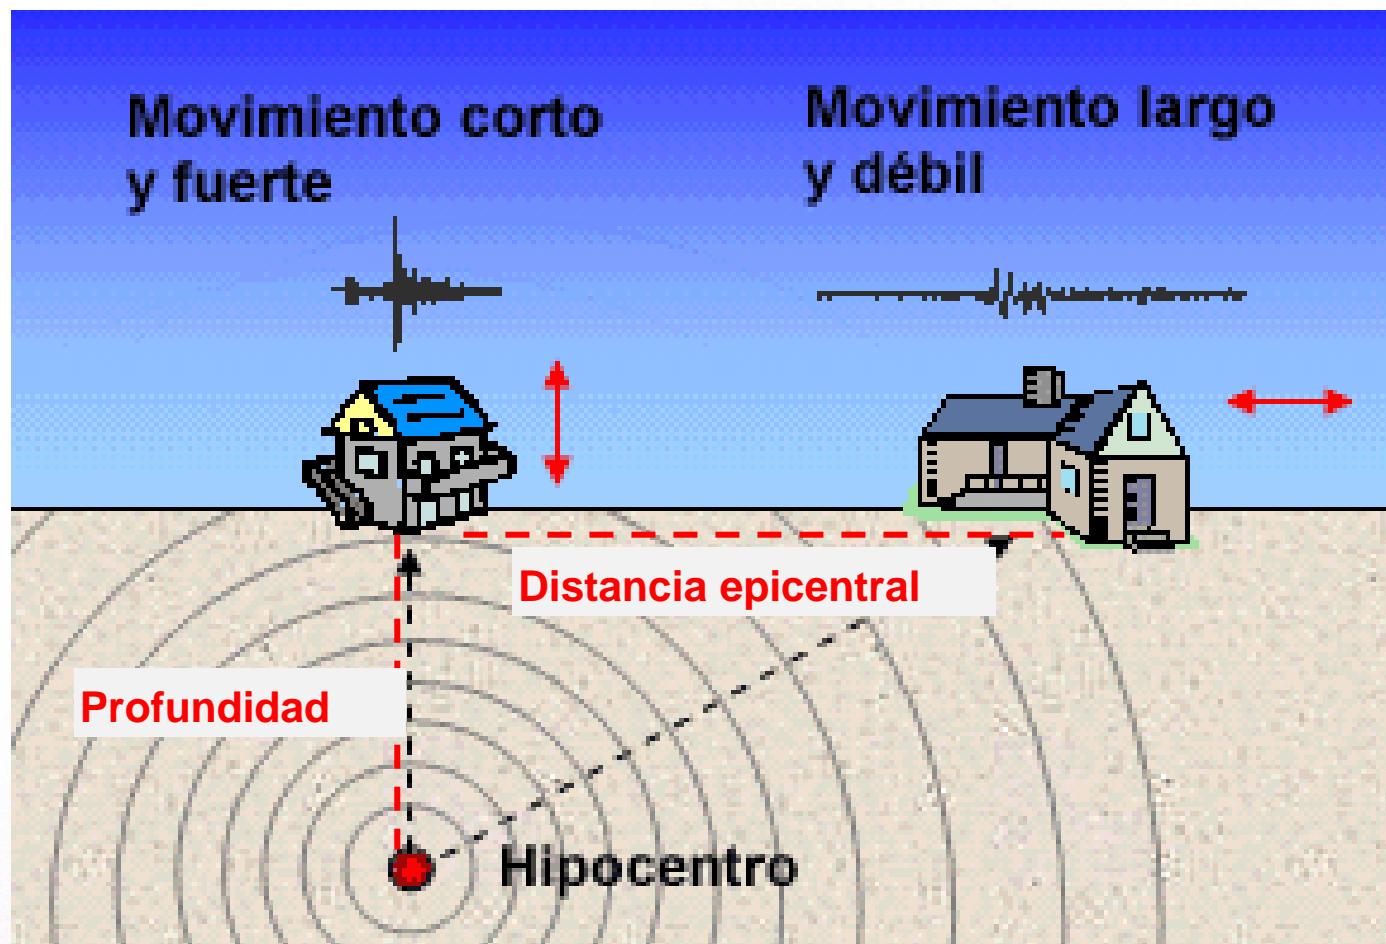 Movimiento corto
y fuerte
Movimiento largo
y débil
Distancia epicentral
Profundidad
Hipocentro